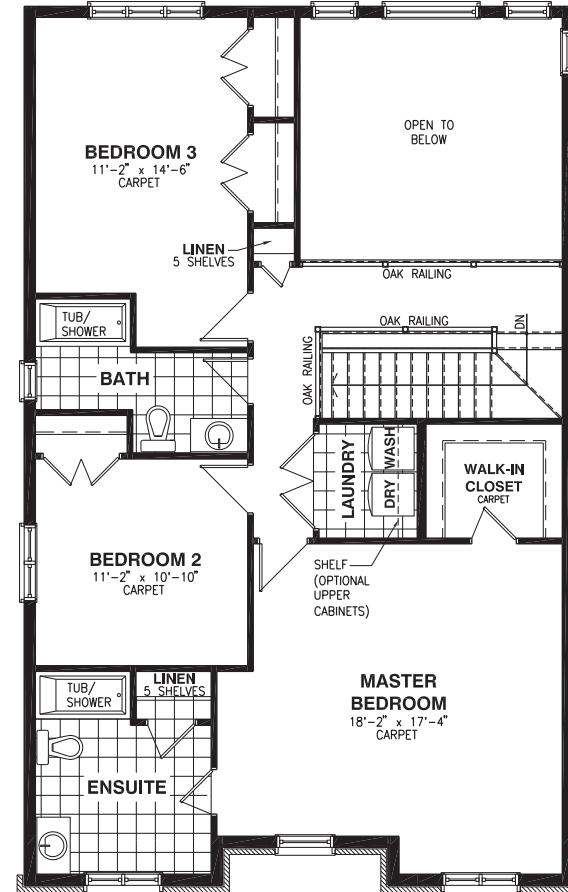 OPEN TO
BELOW
BEDROOM 3
11'-2" x 14'-6"
CARPET
LINEN
5 SHELVES
OAK RAILING
TUB/
SHOWER
OAK RAILING
DN
OAK RAILING
BATH
LAUNDRY
WASH
DRY
WALK-IN
CLOSET
CARPET
BEDROOM 2
11'-2" x 10'-10"
CARPET
SHELF
(OPTIONAL
UPPER
CABINETS)
LINEN
5 SHELVES
TUB/
SHOWER
MASTER
BEDROOM
18'-2" x 17'-4"
CARPET
ENSUITE